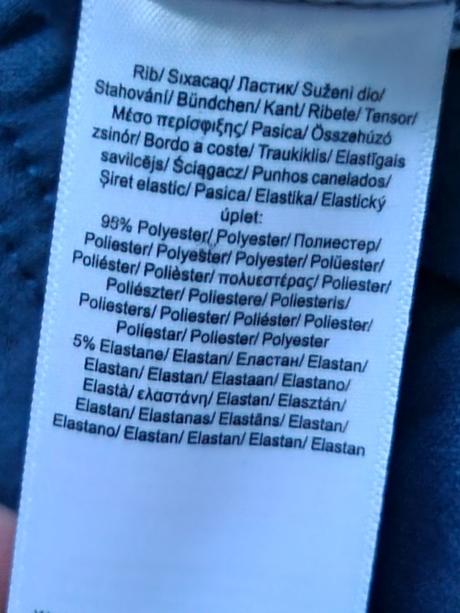 Rib/ Sıxacaq/ Ластик/ Suženi dio/
Stahování/ Bündchen/ Kant/ Ribete/ Tensor/
Μέσο περίσφιξης/ Pasica/ Összehúzó
zsinór/ Bordo a coste/ Traukiklis/ Elastīgais
savilcējs/ Ściągacz/ Punhos canelados/
Șiret elastic/ Pasica/ Elastika/ Elastický
úplet:
95% Polyester/ Polyester/ Полиестер/
Poliester/ Polyester/ Polyester/ Polüester/
Poliéster/ Polièster/ πολυεστέρας/ Poliester/
Poliészter/ Poliestere/ Poliesteris/
Poliesters/ Poliester/ Poliéster/ Poliester/
Poliestar/ Poliester/ Polyester
5% Elastane/ Elastan/ Еластан/ Elastan/
Elastan/ Elastan/ Elastaan/ Elastano/
Elastà/ ελαστάνη/ Elastan/ Elasztán/
Elastan/ Elastanas/ Elastāns/ Elastan/
Elastano/ Elastan/ Elastan/ Elastan/ Elastan